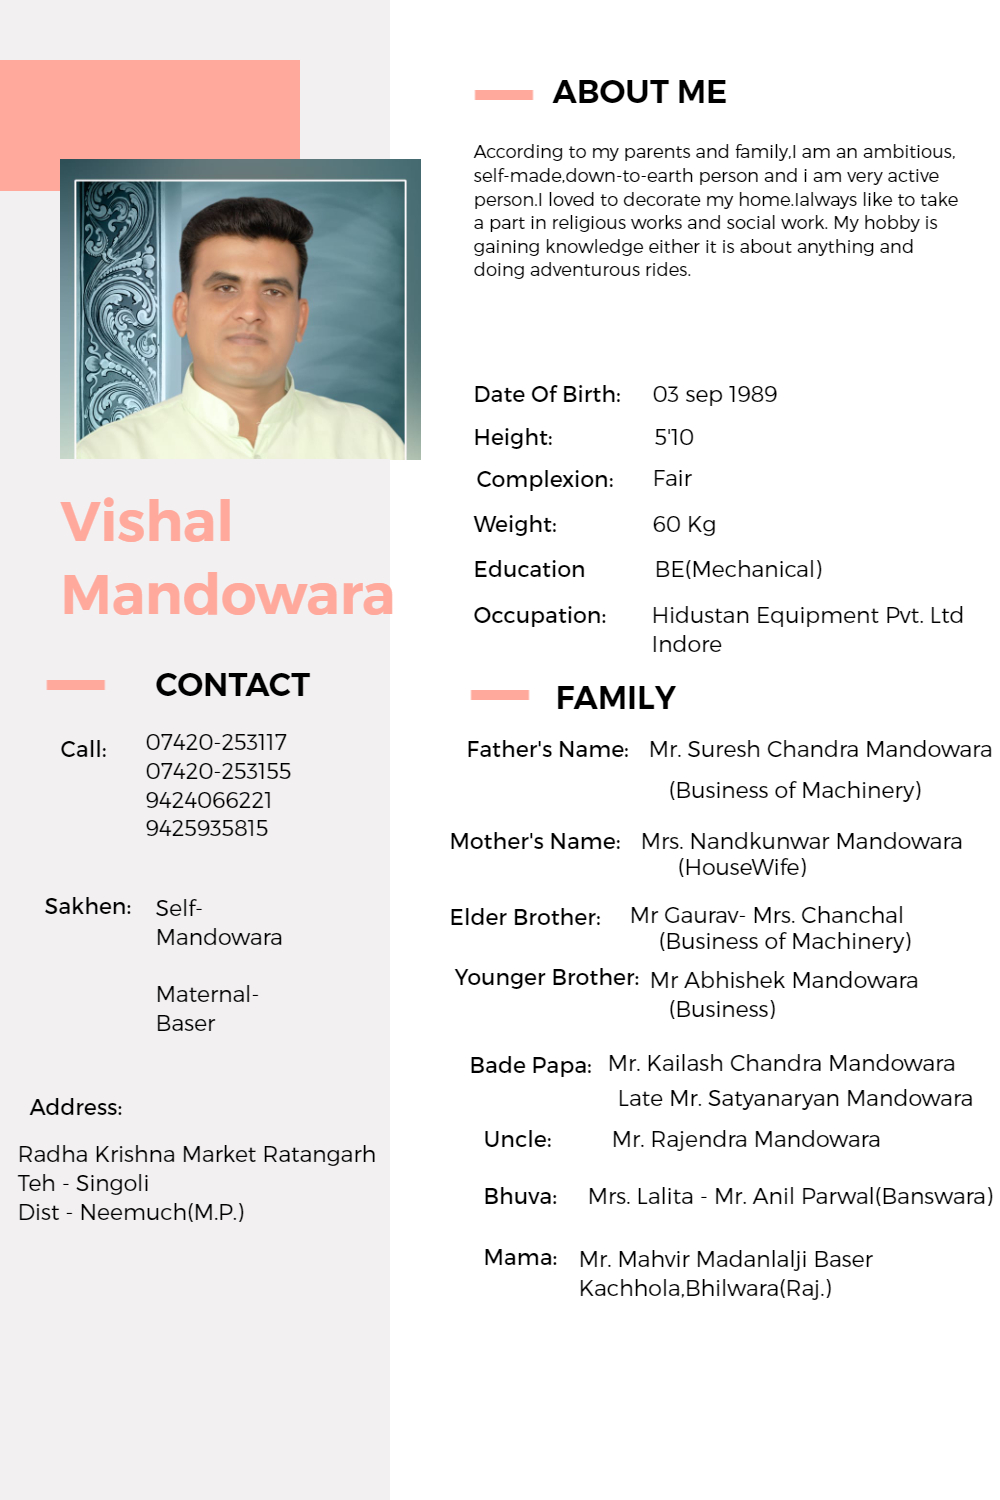 Vishal
Mandowara
CONTACT
Call:
07420-253117
07420-253155
9424066221
9425935815
Sakhen:
Self-
Mandowara
Maternal-
Baser
Address:
Radha Krishna Market Ratangarh
Teh - Singoli
Dist - Neemuch(M.P.)
ABOUT ME
According to my parents and family,I am an ambitious,
self-made,down-to-earth person and i am very active
person.I loved to decorate my home.Ialways like to take
a part in religious works and social work. My hobby is
gaining knowledge either it is about anything and
doing adventurous rides.
Date Of Birth: 03 sep 1989
Height: 5'10
Complexion: Fair
Weight: 60 Kg
Education BE(Mechanical)
Occupation: Hidustan Equipment Pvt. Ltd
Indore
FAMILY
Father's Name: Mr. Suresh Chandra Mandowara
(Business of Machinery)
Mother's Name: Mrs. Nandkunwar Mandowara
(HouseWife)
Elder Brother: Mr Gaurav- Mrs. Chanchal
(Business of Machinery)
Younger Brother: Mr Abhishek Mandowara
(Business)
Bade Papa: Mr. Kailash Chandra Mandowara
Late Mr. Satyanaryan Mandowara
Uncle: Mr. Rajendra Mandowara
Bhuva: Mrs. Lalita - Mr. Anil Parwal(Banswara)
Mama: Mr. Mahvir Madanlalji Baser
Kachhola,Bhilwara(Raj.)